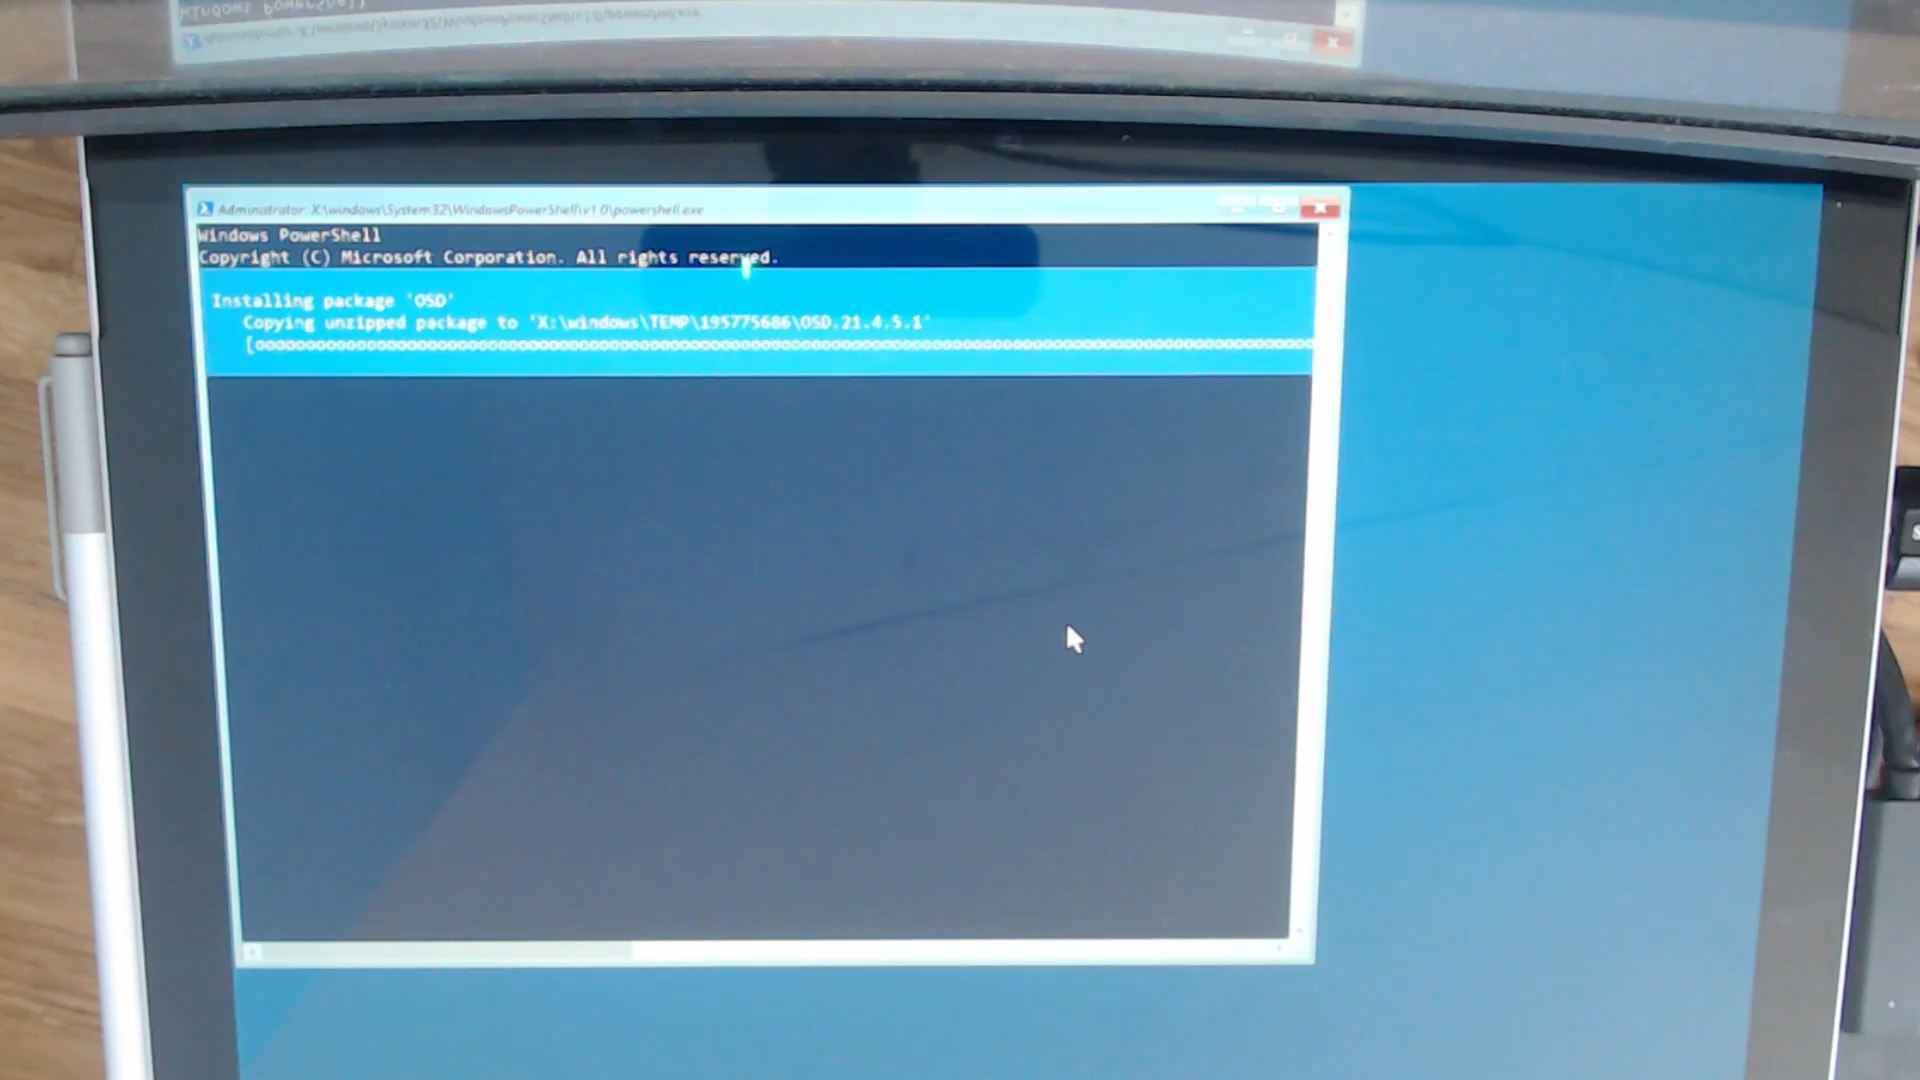 Administrator: X:\windows\System32\WindowsPowerShell\v1.0\powershell.exe
Windows PowerShell
Copyright (C) Microsoft Corporation. All rights reserved.
Installing package 'OSD'
Copying unzipped package to 'X:\windows\TEMP\195775686\OSD.21.4.5.1'